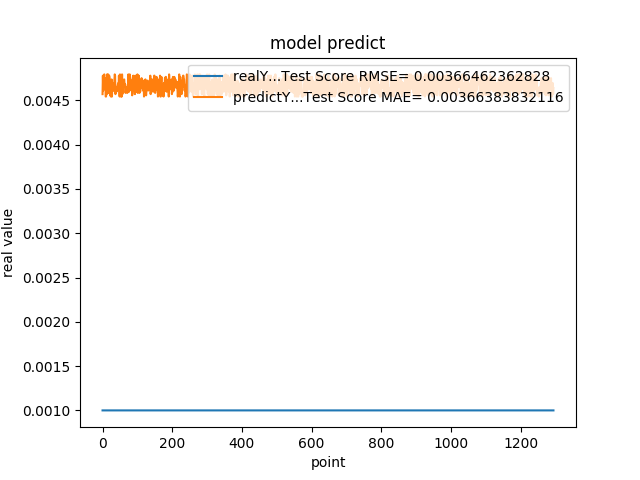 model predict
realY...Test Score RMSE= 0.00366462362828
predictY...Test Score MAE= 0.00366383832116
0.0045
0.0040
0.0035
0.0030
0.0025
0.0020
0.0015
0.0010
real value
0 200 400 600 800 1000 1200
point